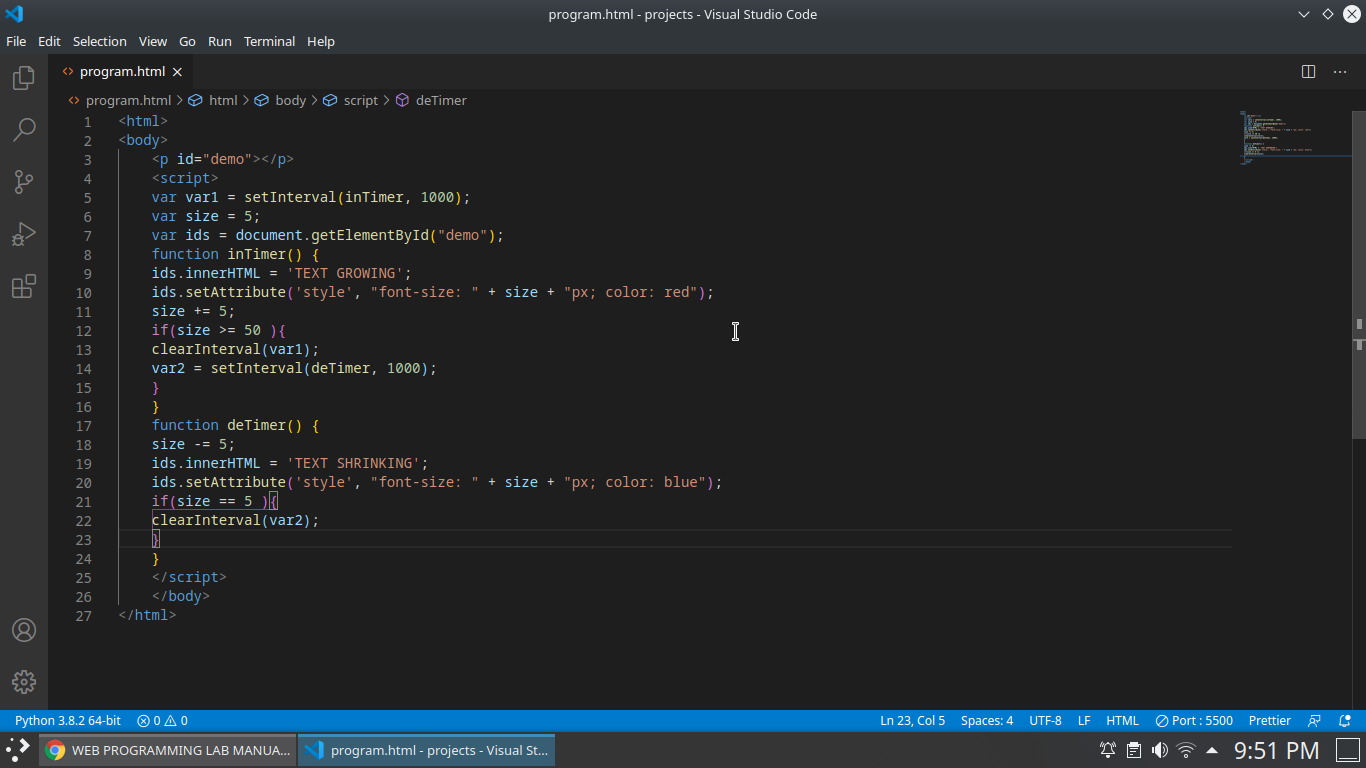 program.html - projects - Visual Studio Code
File Edit Selection View Go Run Terminal Help
program.html
program.html > html > body > script > deTimer
1 <html>
2 <body>
3 <p id="demo"></p>
4 <script>
5 var var1 = setInterval(inTimer, 1000);
6 var size = 5;
7 var ids = document.getElementById("demo");
8 function inTimer() {
9 ids.innerHTML = 'TEXT GROWING';
10 ids.setAttribute('style', "font-size: " + size + "px; color: red");
11 size += 5;
12 if(size >= 50 ){
13 clearInterval(var1);
14 var2 = setInterval(deTimer, 1000);
15 }
16 }
17 function deTimer() {
18 size -= 5;
19 ids.innerHTML = 'TEXT SHRINKING';
20 ids.setAttribute('style', "font-size: " + size + "px; color: blue");
21 if(size == 5 ){
22 clearInterval(var2);
23 }
24 }
25 </script>
26 </body>
27 </html>
Python 3.8.2 64-bit 0 0 Ln 23, Col 5 Spaces: 4 UTF-8 LF HTML Port : 5500 Prettier
WEB PROGRAMMING LAB MANUA... program.html - projects - Visual St... 9:51 PM